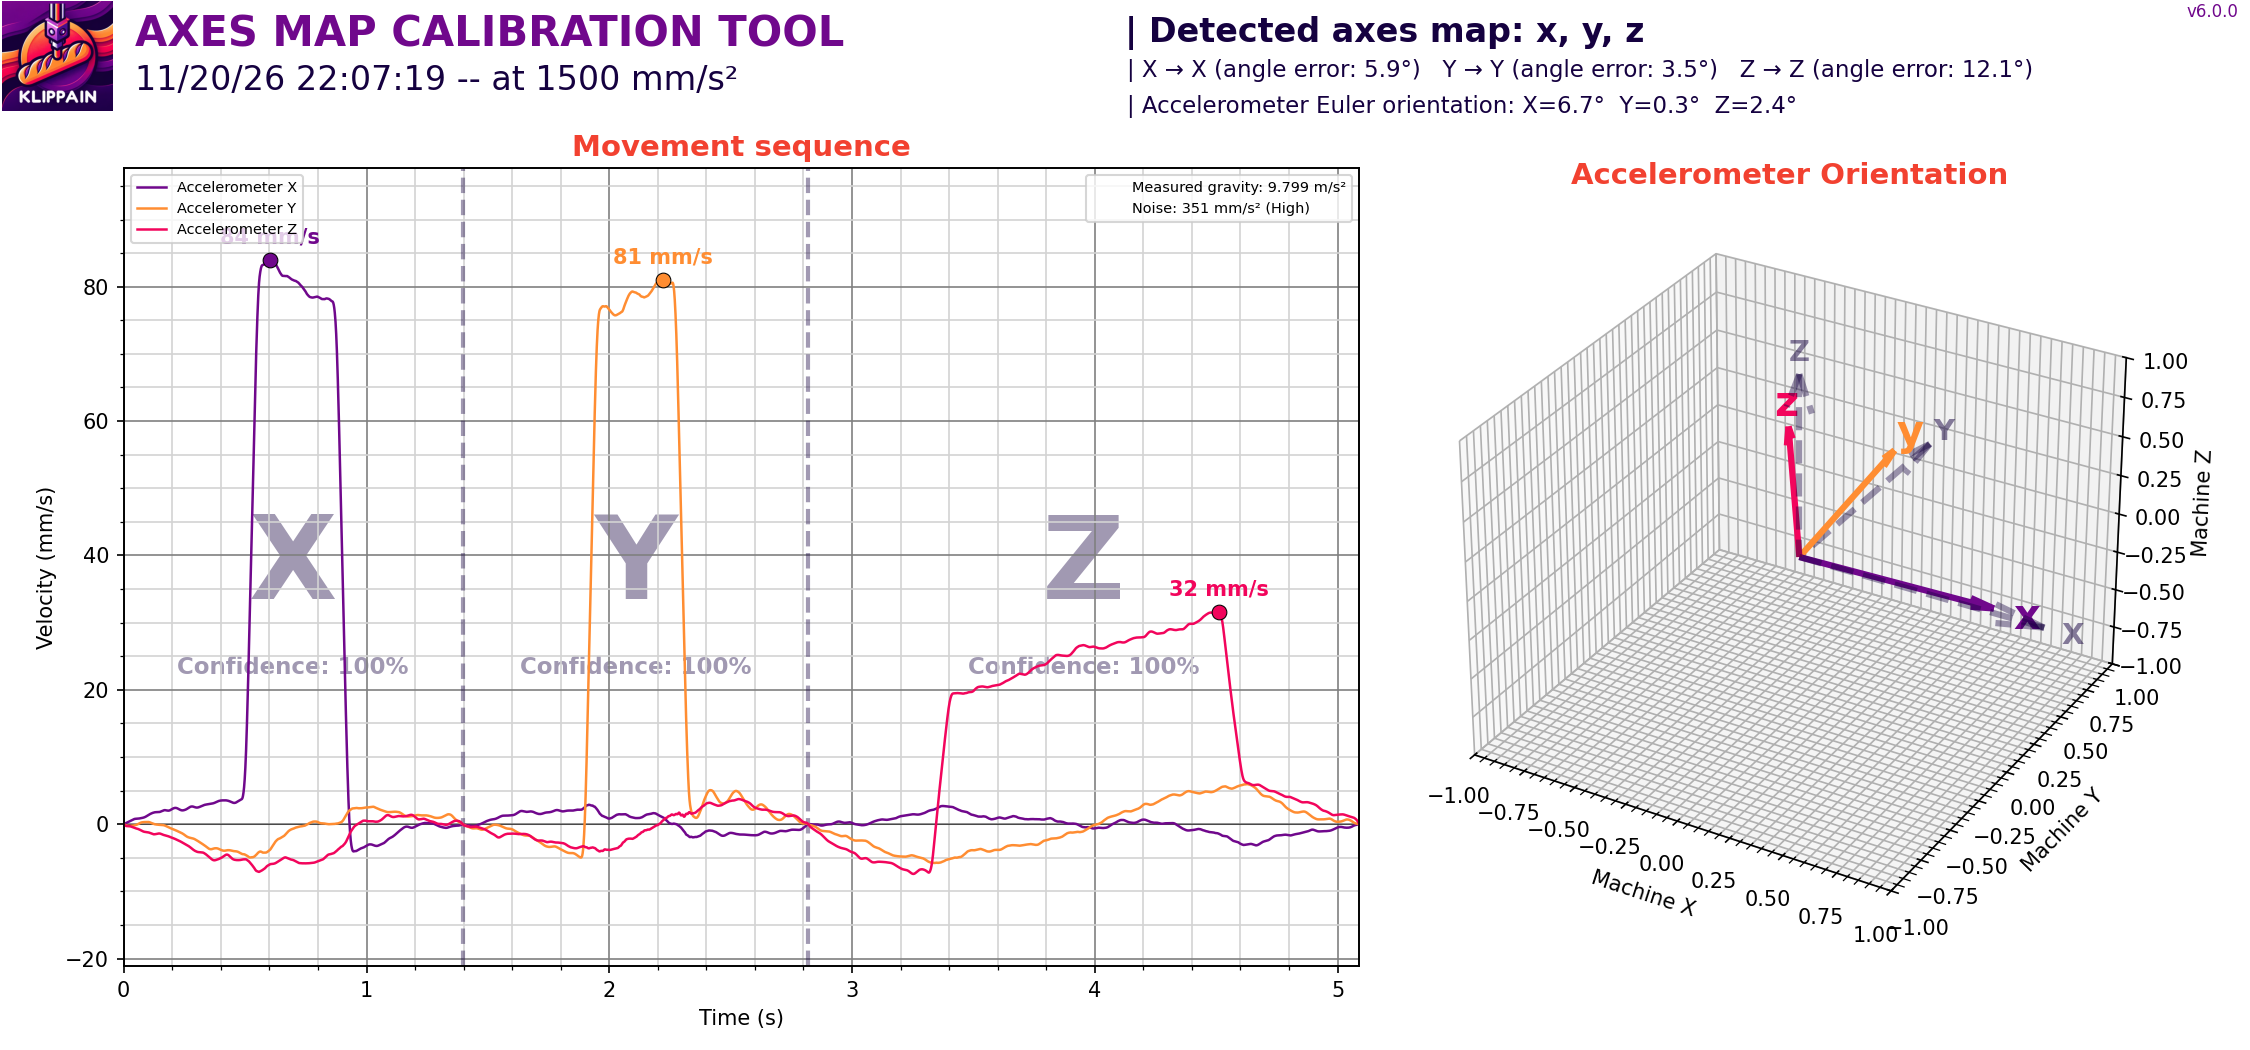 KLIPPAIN
AXES MAP CALIBRATION TOOL
11/20/26 22:07:19 -- at 1500 mm/s²
| Detected axes map: x, y, z
| X → X (angle error: 5.9°)   Y → Y (angle error: 3.5°)   Z → Z (angle error: 12.1°)
| Accelerometer Euler orientation: X=6.7°  Y=0.3°  Z=2.4°
v6.0.0
Movement sequence
Accelerometer X
Accelerometer Y
Accelerometer Z
Measured gravity: 9.799 m/s²
Noise: 351 mm/s² (High)
84 mm/s
81 mm/s
32 mm/s
X
Y
Z
Confidence: 100%
Confidence: 100%
Confidence: 100%
Velocity (mm/s)
80
60
40
20
0
−20
0
1
2
3
4
5
Time (s)
Accelerometer Orientation
Z
Z
y
Y
X
X
1.00
0.75
0.50
0.25
0.00
−0.25
−0.50
−0.75
−1.00
Machine Z
1.00
0.75
0.50
0.25
0.00
−0.25
−0.50
−0.75
−1.00
Machine Y
−1.00
−0.75
−0.50
−0.25
0.00
0.25
0.50
0.75
1.00
Machine X